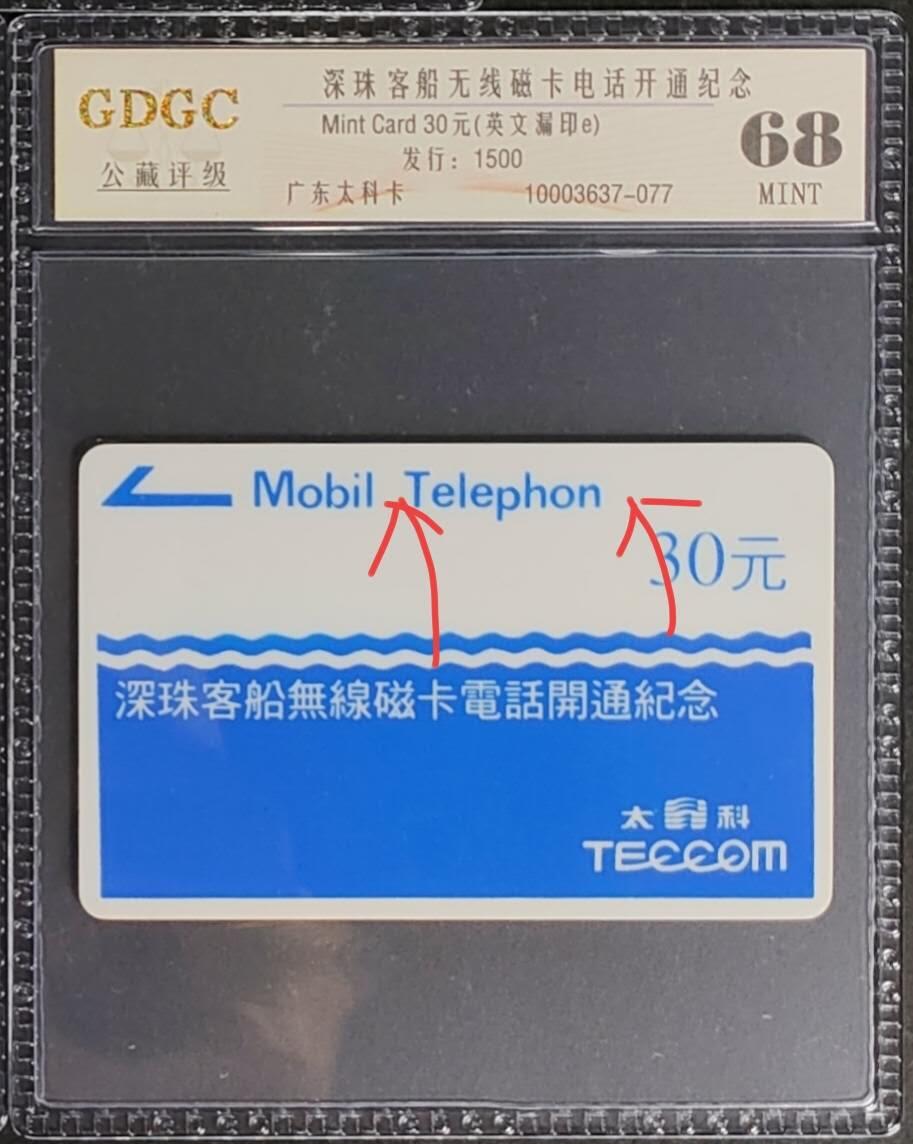 深珠客船无线磁卡电话开通纪念
GDGC
Mint Card 30元(英文漏印e)
68
发行：1500
公藏评级
广东太科卡
10003637-077
MINT
Mobil Telephon
30元
深珠客船無線磁卡電話開通紀念
太科
TECCOM